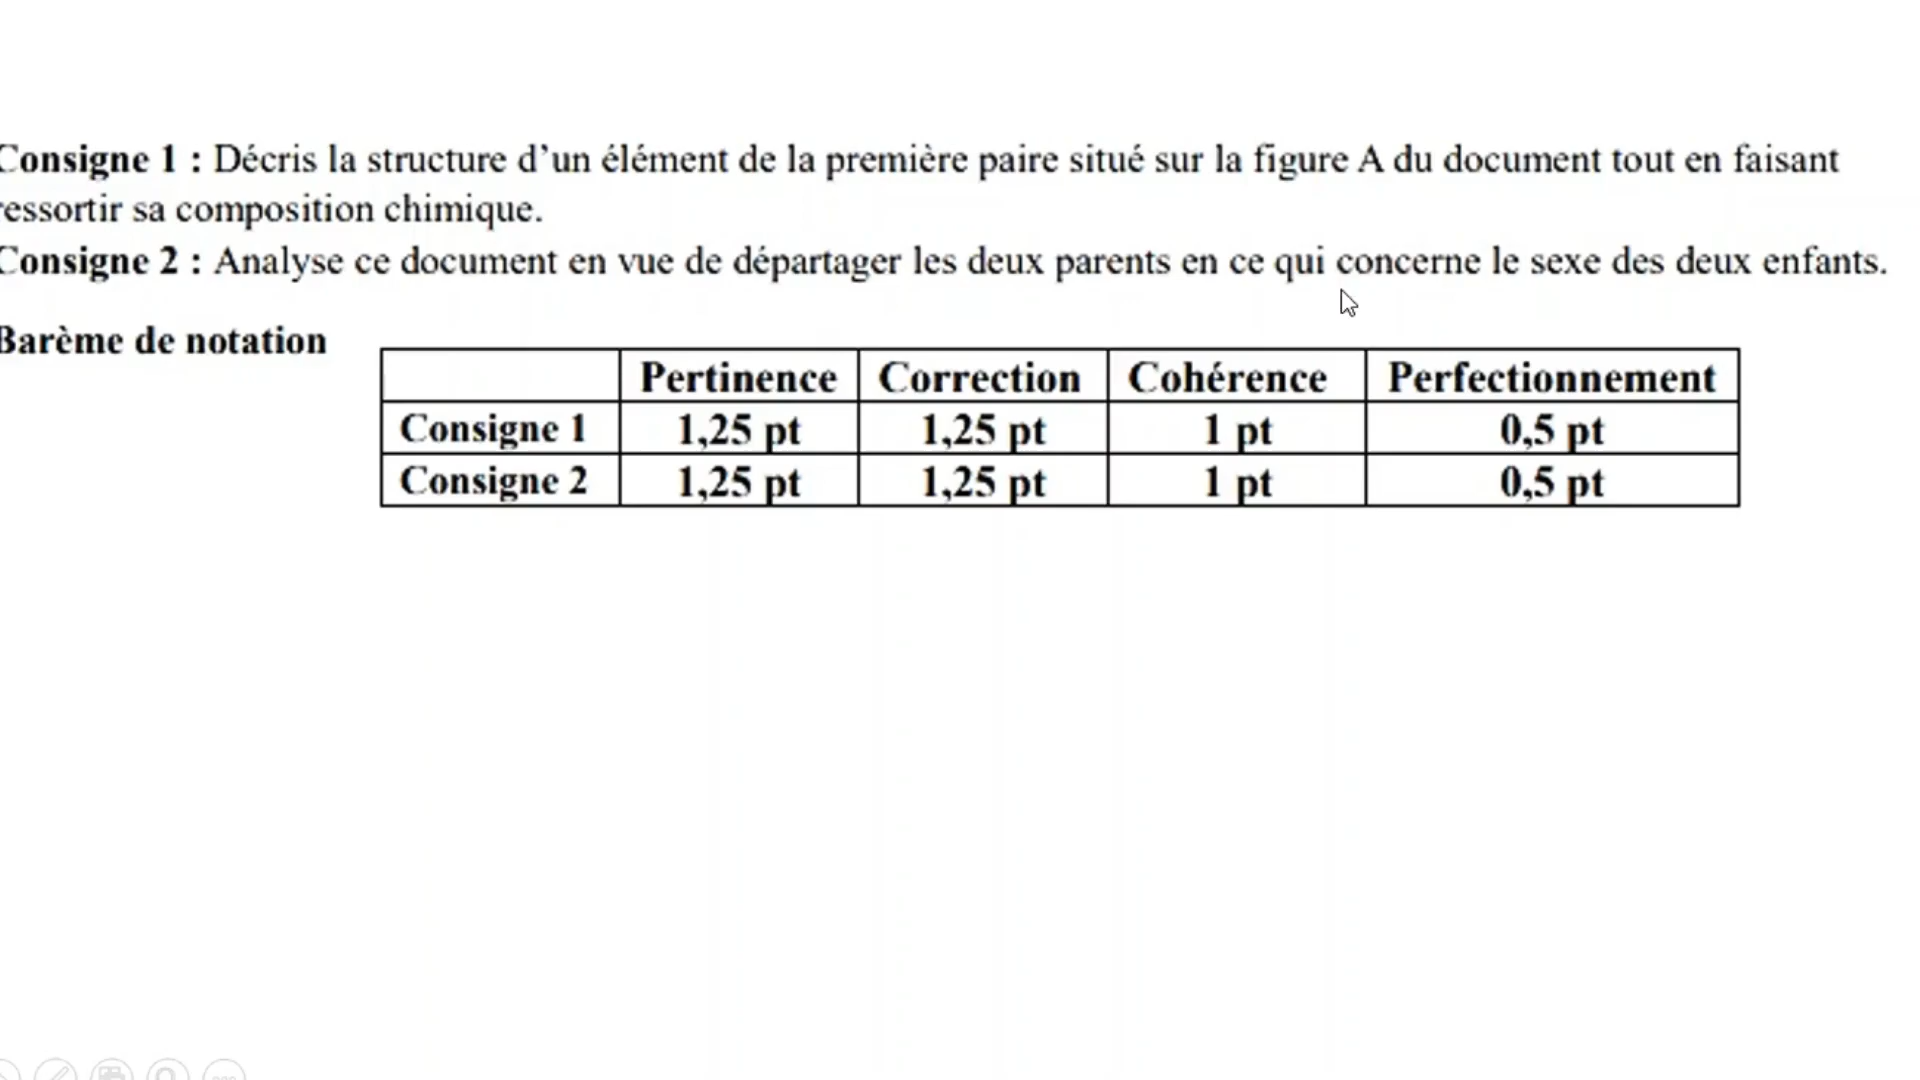 Consigne 1 : Décris la structure d'un élément de la première paire situé sur la figure A du document tout en faisant
ressortir sa composition chimique.
Consigne 2 : Analyse ce document en vue de départager les deux parents en ce qui concerne le sexe des deux enfants.
Barème de notation
Pertinence Correction Cohérence Perfectionnement
Consigne 1 1,25 pt 1,25 pt 1 pt 0,5 pt
Consigne 2 1,25 pt 1,25 pt 1 pt 0,5 pt